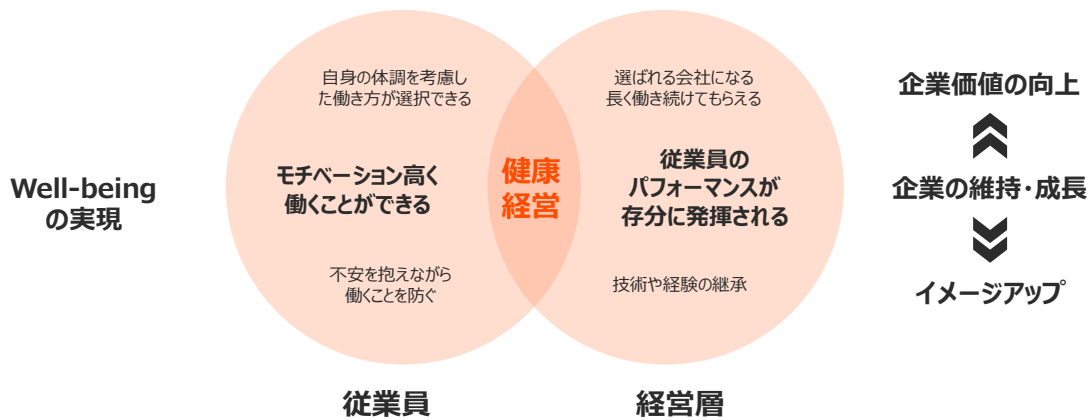 Well-being
の実現
自身の体調を考慮し
た働き方が選択できる
モチベーション高く
働くことができる
不安を抱えながら
働くことを防ぐ
従業員
健康
経営
選ばれる会社になる
長く働き続けてもらえる
従業員の
パフォーマンスが
存分に発揮される
技術や経験の継承
経営層
企業価値の向上
企業の維持・成長
イメージアップ